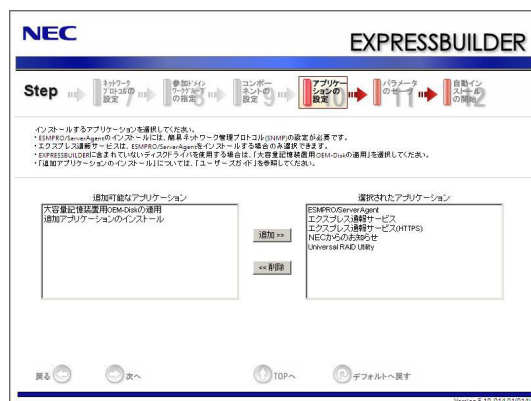 NEC
EXPRESSBUILDER
Step
ネットワークプロトコルの設定 7
参加ドメイン ワークグループの指定 8
コンポーネントの設定 9
アプリケーションの設定 10
パラメータのセーブ 11
自動インストールの開始 12
インストールするアプリケーションを選択してください。
・ESMPRO/ServerAgentのインストールには、簡易ネットワーク管理プロトコル(SNMP)の設定が必要です。
・エクスプレス通報サービスは、ESMPRO/ServerAgentをインストールする場合のみ選択できます。
・EXPRESSBUILDERに含まれていないディスクドライバを使用する場合は、「大容量記憶装置用OEM-Diskの適用」を選択してください。
・「追加アプリケーションのインストール」については、「ユーザーズガイド」を参照してください。
追加可能なアプリケーション
選択されたアプリケーション
大容量記憶装置用OEM-Diskの適用
追加アプリケーションのインストール
追加 >>
<< 削除
ESMPRO/ServerAgent
エクスプレス通報サービス
エクスプレス通報サービス(HTTPS)
NECからのお知らせ
Universal RAID Utility
戻る
次へ
TOPへ
デフォルトへ戻す